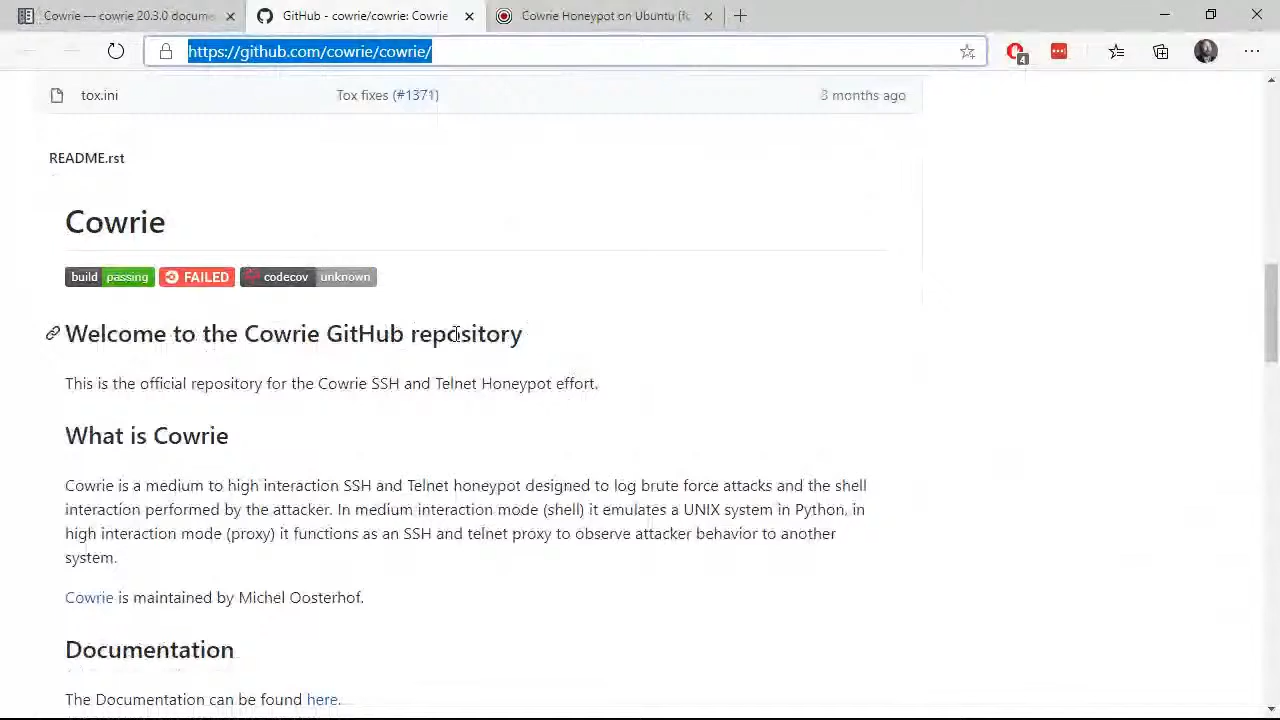 Cowrie — cowrie 20.3.0 docume
GitHub - cowrie/cowrie: Cowrie
Cowrie Honeypot on Ubuntu (fo
https://github.com/cowrie/cowrie/
4
tox.ini
Tox fixes (#1371)
3 months ago
README.rst
Cowrie
build passing
FAILED
codecov unknown
Welcome to the Cowrie GitHub repository
This is the official repository for the Cowrie SSH and Telnet Honeypot effort.
What is Cowrie
Cowrie is a medium to high interaction SSH and Telnet honeypot designed to log brute force attacks and the shell
interaction performed by the attacker. In medium interaction mode (shell) it emulates a UNIX system in Python, in
high interaction mode (proxy) it functions as an SSH and telnet proxy to observe attacker behavior to another
system.
Cowrie is maintained by Michel Oosterhof.
Documentation
The Documentation can be found here.